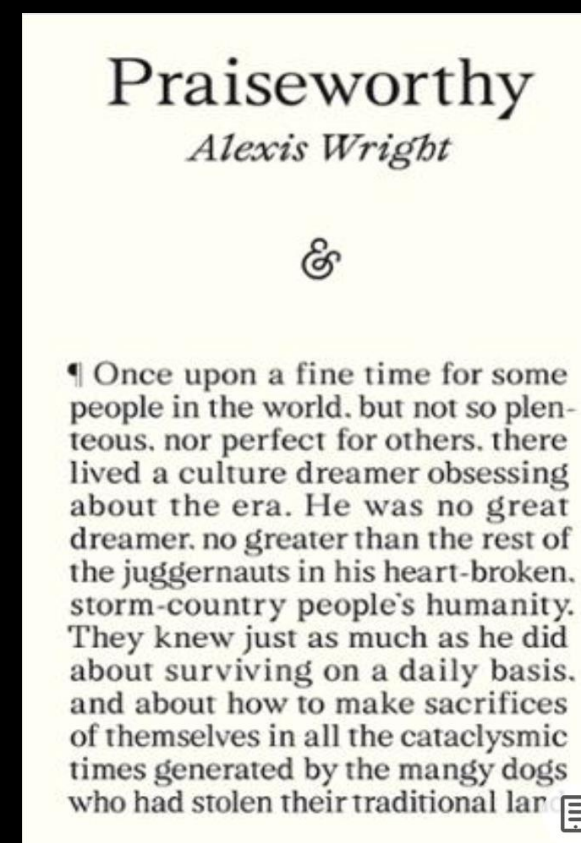 Praiseworthy
Alexis Wright
&
¶ Once upon a fine time for some
people in the world, but not so plen-
teous, nor perfect for others, there
lived a culture dreamer obsessing
about the era. He was no great
dreamer, no greater than the rest of
the juggernauts in his heart-broken,
storm-country people's humanity.
They knew just as much as he did
about surviving on a daily basis,
and about how to make sacrifices
of themselves in all the cataclysmic
times generated by the mangy dogs
who had stolen their traditional